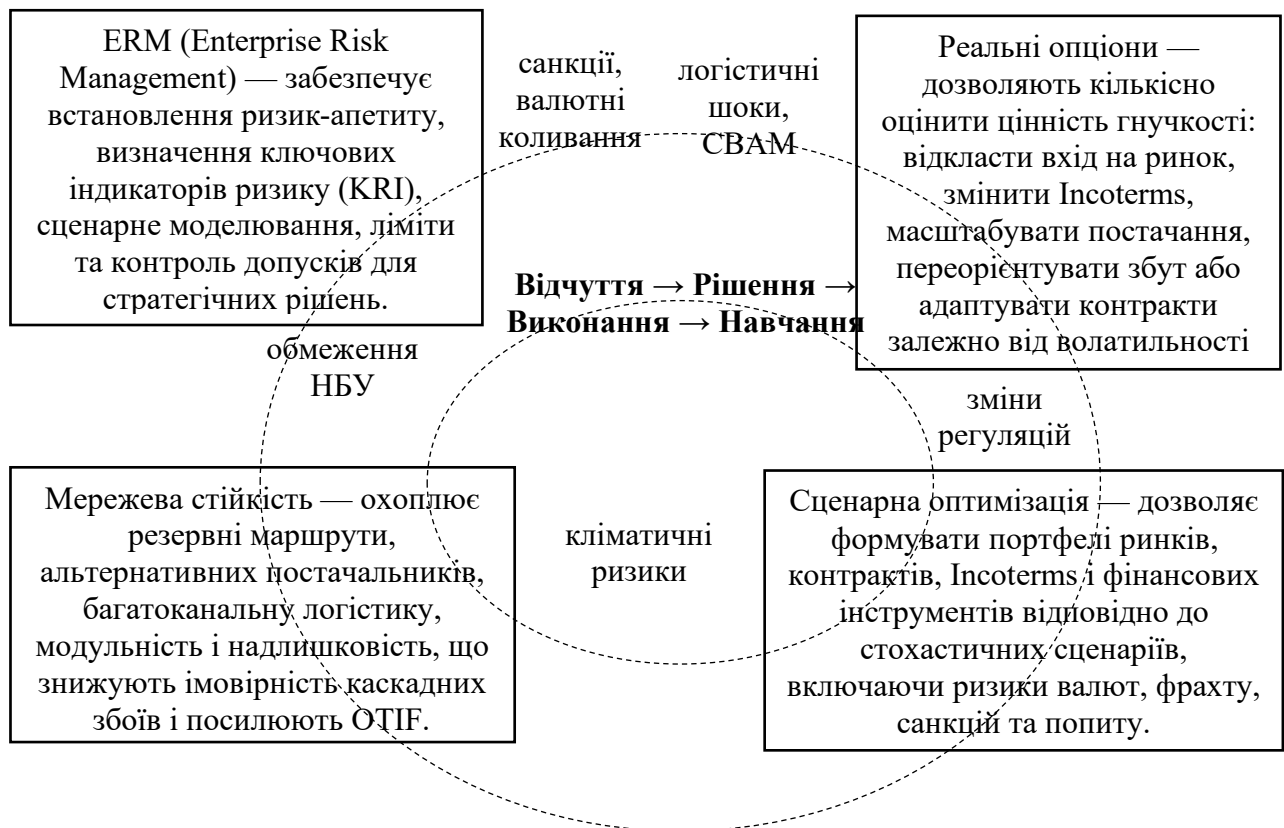 ERM (Enterprise Risk
Management) — забезпечує
встановлення ризик-апетиту,
визначення ключових
індикаторів ризику (KRI),
сценарне моделювання, ліміти
та контроль допусків для
стратегічних рішень.
санкції,
валютні
коливання
логістичні
шоки,
CBAM
Реальні опціони —
дозволяють кількісно
оцінити цінність гнучкості:
відкласти вхід на ринок,
змінити Incoterms,
масштабувати постачання,
переорієнтувати збут або
адаптувати контракти
залежно від волатильності
Відчуття → Рішення →
Виконання → Навчання
обмеження
НБУ
зміни
регуляцій
Мережева стійкість — охоплює
резервні маршрути,
альтернативних постачальників,
багатоканальну логістику,
модульність і надлишковість, що
знижують імовірність каскадних
збоїв і посилюють OTIF.
кліматичні
ризики
Сценарна оптимізація — дозволяє
формувати портфелі ринків,
контрактів, Incoterms і фінансових
інструментів відповідно до
стохастичних сценаріїв,
включаючи ризики валют, фрахту,
санкцій та попиту.